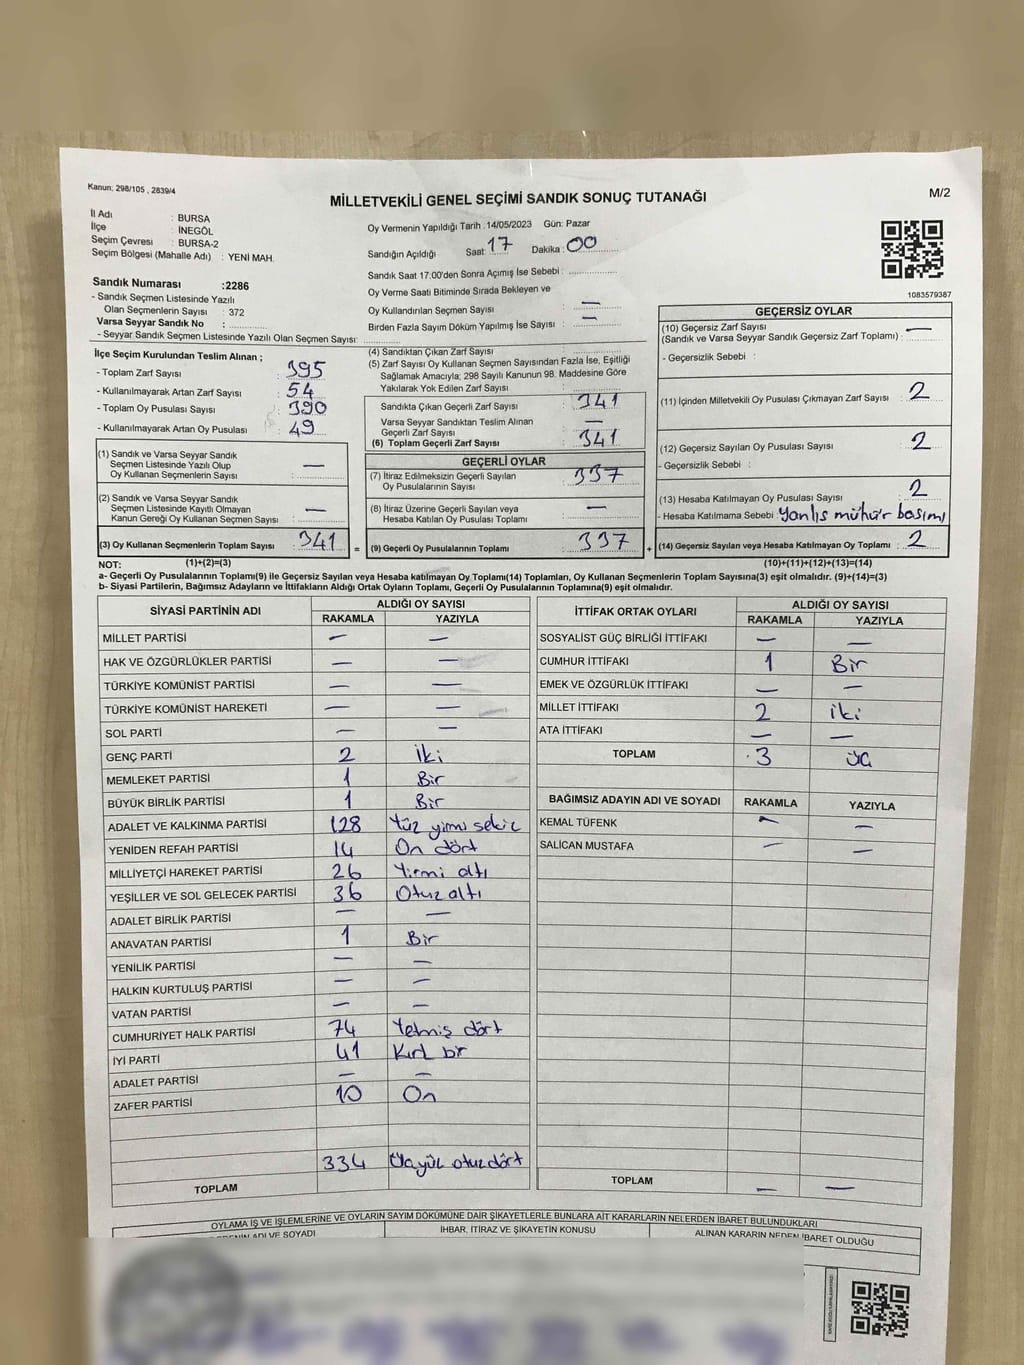 Kanun: 298/105 , 2839/4
MİLLETVEKİLİ GENEL SEÇİMİ SANDIK SONUÇ TUTANAĞI
M/2
İl Adı : BURSA
İlçe : İNEGÖL
Seçim Çevresi : BURSA-2
Seçim Bölgesi (Mahalle Adı) : YENİ MAH.
Oy Vermenin Yapıldığı Tarih : 14/05/2023 Gün: Pazar
Sandığın Açıldığı Saat: 17 Dakika : 00
Sandık Saat 17:00'den Sonra Açımış İse Sebebi :
Oy Verme Saati Bitiminde Sırada Bekleyen ve
Oy Kullandırılan Seçmen Sayısı : —
Birden Fazla Sayım Döküm Yapılmış İse Sayısı : —
1083579387
Sandık Numarası :2286
- Sandık Seçmen Listesinde Yazılı
Olan Seçmenlerin Sayısı : 372
Varsa Seyyar Sandık No :
- Seyyar Sandık Seçmen Listesinde Yazılı Olan Seçmen Sayısı:
İlçe Seçim Kurulundan Teslim Alınan ;
- Toplam Zarf Sayısı : 395
- Kullanılmayarak Artan Zarf Sayısı : 54
- Toplam Oy Pusulası Sayısı : 390
- Kullanılmayarak Artan Oy Pusulası : 49
(1) Sandık ve Varsa Seyyar Sandık
Seçmen Listesinde Yazılı Olup
Oy Kullanan Seçmenlerin Sayısı : —
(2) Sandık ve Varsa Seyyar Sandık
Seçmen Listesinde Kayıtlı Olmayan
Kanun Gereği Oy Kullanan Seçmen Sayısı : —
(3) Oy Kullanan Seçmenlerin Toplam Sayısı : 341
(4) Sandıktan Çıkan Zarf Sayısı :
(5) Zarf Sayısı Oy Kullanan Seçmen Sayısından Fazla İse, Eşitliği
Sağlamak Amacıyla; 298 Sayılı Kanunun 98. Maddesine Göre
Yakılarak Yok Edilen Zarf Sayısı :
Sandıkta Çıkan Geçerli Zarf Sayısı : 341
Varsa Seyyar Sandıktan Teslim Alınan
Geçerli Zarf Sayısı : —
(6) Toplam Geçerli Zarf Sayısı : 341
GEÇERLİ OYLAR
(7) İtiraz Edilmeksizin Geçerli Sayılan
Oy Pusulalarının Sayısı : 337
(8) İtiraz Üzerine Geçerli Sayılan veya
Hesaba Katılan Oy Pusulası Toplamı : —
= (9) Geçerli Oy Pusulalarının Toplamı : 337 +
GEÇERSİZ OYLAR
(10) Geçersiz Zarf Sayısı
(Sandık ve Varsa Seyyar Sandık Geçersiz Zarf Toplamı) : —
- Geçersizlik Sebebi :
(11) İçinden Milletvekili Oy Pusulası Çıkmayan Zarf Sayısı : 2
(12) Geçersiz Sayılan Oy Pusulası Sayısı : 2
- Geçersizlik Sebebi :
(13) Hesaba Katılmayan Oy Pusulası Sayısı : 2
- Hesaba Katılmama Sebebi : Yanlıs mühür basımı
(14) Geçersiz Sayılan veya Hesaba Katılmayan Oy Toplamı : 2
NOT: (1)+(2)=(3) (10)+(11)+(12)+(13)=(14)
a- Geçerli Oy Pusulalarının Toplamı(9) ile Geçersiz Sayılan veya Hesaba katılmayan Oy Toplamı(14) Toplamları, Oy Kullanan Seçmenlerin Toplam Sayısına(3) eşit olmalıdır. (9)+(14)=(3)
b- Siyasi Partilerin, Bağımsız Adayların ve İttifakların Aldığı Ortak Oyların Toplamı, Geçerli Oy Pusulalarının Toplamına(9) eşit olmalıdır.
SİYASİ PARTİNİN ADI ALDIĞI OY SAYISI
RAKAMLA YAZIYLA
MİLLET PARTİSİ — —
HAK VE ÖZGÜRLÜKLER PARTİSİ — —
TÜRKİYE KOMÜNİST PARTİSİ — —
TÜRKİYE KOMÜNİST HAREKETİ — —
SOL PARTİ — —
GENÇ PARTİ 2 İki
MEMLEKET PARTİSİ 1 Bir
BÜYÜK BİRLİK PARTİSİ 1 Bir
ADALET VE KALKINMA PARTİSİ 128 Yüz yirmi sekiz
YENİDEN REFAH PARTİSİ 14 On dört
MİLLİYETÇİ HAREKET PARTİSİ 26 Yirmi altı
YEŞİLLER VE SOL GELECEK PARTİSİ 36 Otuz altı
ADALET BİRLİK PARTİSİ — —
ANAVATAN PARTİSİ 1 Bir
YENİLİK PARTİSİ — —
HALKIN KURTULUŞ PARTİSİ — —
VATAN PARTİSİ — —
CUMHURİYET HALK PARTİSİ 74 Yetmiş dört
İYİ PARTİ 41 Kırk bir
ADALET PARTİSİ — —
ZAFER PARTİSİ 10 On
334 Üçyüz otuzdört
TOPLAM
İTTİFAK ORTAK OYLARI ALDIĞI OY SAYISI
RAKAMLA YAZIYLA
SOSYALİST GÜÇ BİRLİĞİ İTTİFAKI — —
CUMHUR İTTİFAKI 1 Bir
EMEK VE ÖZGÜRLÜK İTTİFAKI — —
MİLLET İTTİFAKI 2 iki
ATA İTTİFAKI — —
TOPLAM 3 üç
BAĞIMSIZ ADAYIN ADI VE SOYADI RAKAMLA YAZIYLA
KEMAL TÜFENK — —
SALİCAN MUSTAFA — —
TOPLAM — —
OYLAMA İŞ VE İŞLEMLERİNE VE OYLARIN SAYIM DÖKÜMÜNE DAİR ŞİKAYETLERLE BUNLARA AİT KARARLARIN NELERDEN İBARET BULUNDUKLARI
ADI VE SOYADI İHBAR, İTİRAZ VE ŞİKAYETİN KONUSU ALINAN KARARIN NEDEN İBARET OLDUĞU